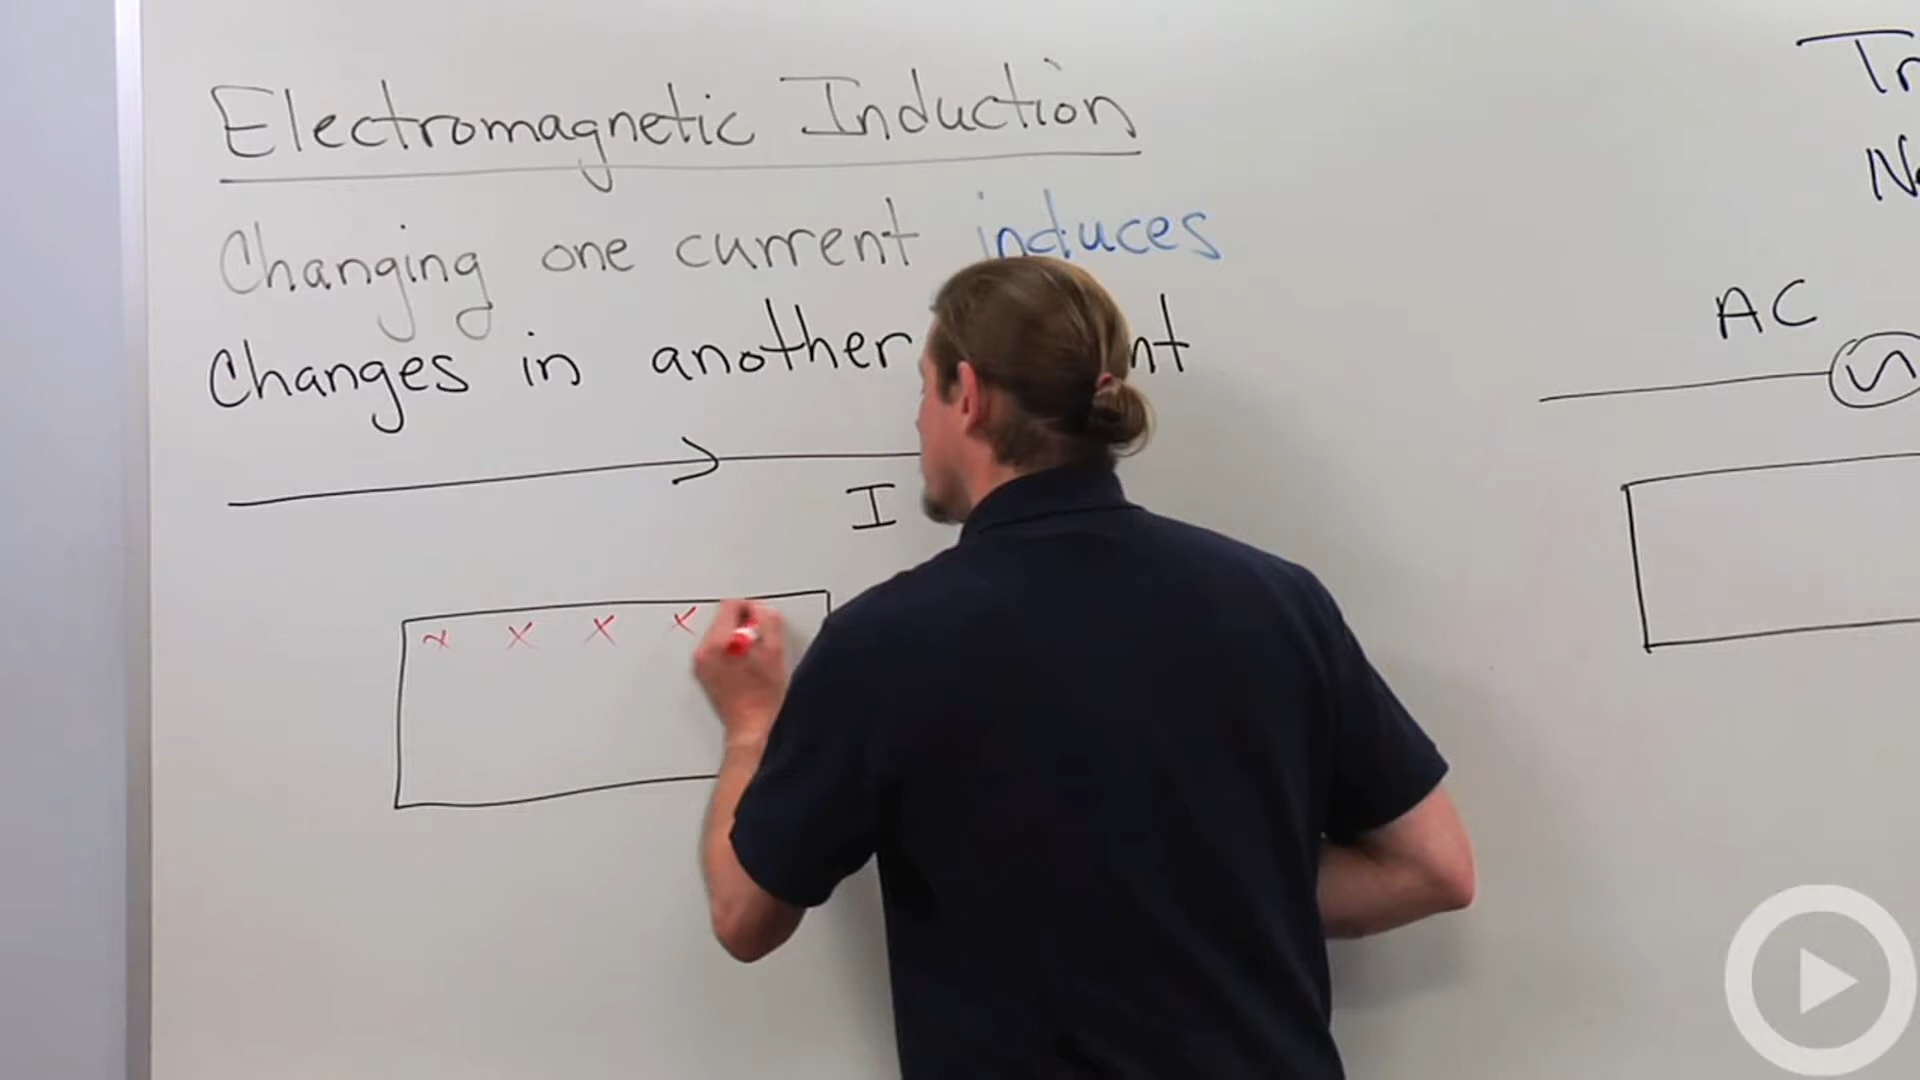 Electromagnetic Induction
Changing one current induces
Changes in another
I
x x x x
AC